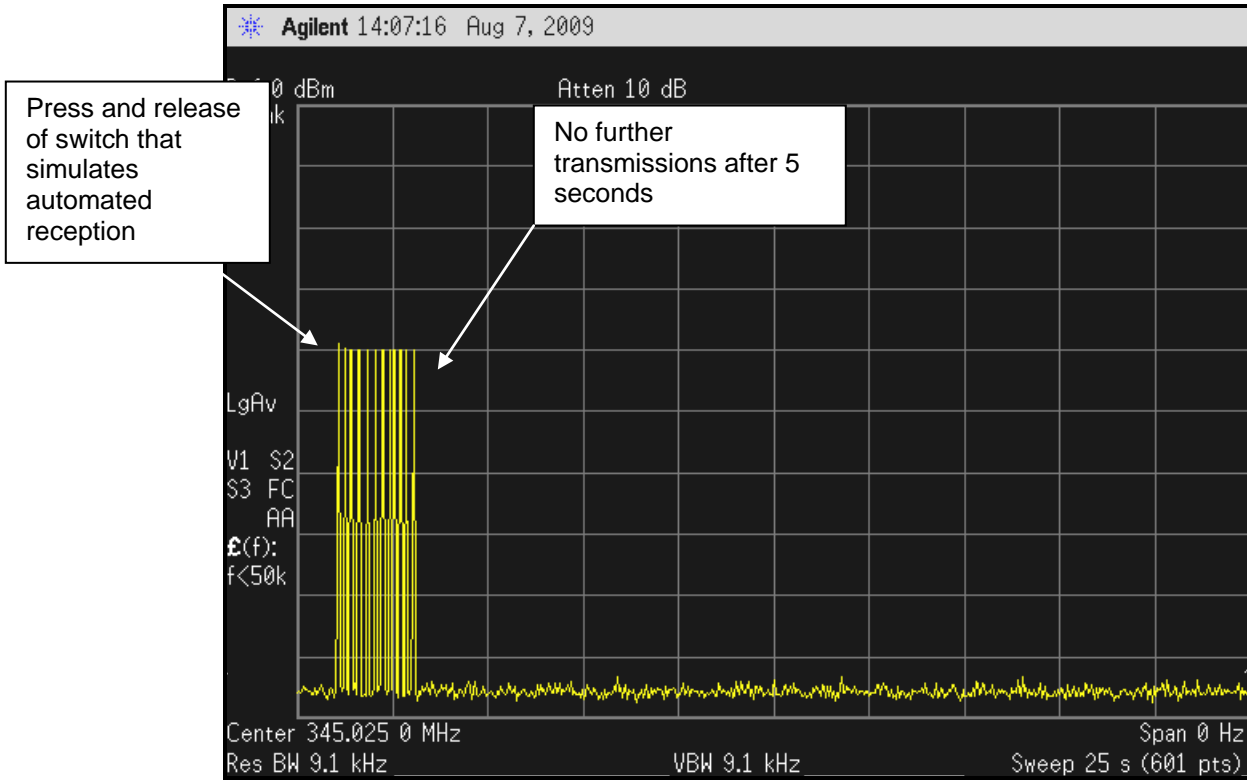 Agilent 14:07:16 Aug 7, 2009
0 dBm Atten 10 dB
Press and release
of switch that
simulates
automated
reception
No further
transmissions after 5
seconds
LgAv
V1 S2
S3 FC
AA
£(f):
f<50k
Center 345.025 0 MHz Span 0 Hz
Res BW 9.1 kHz VBW 9.1 kHz Sweep 25 s (601 pts)